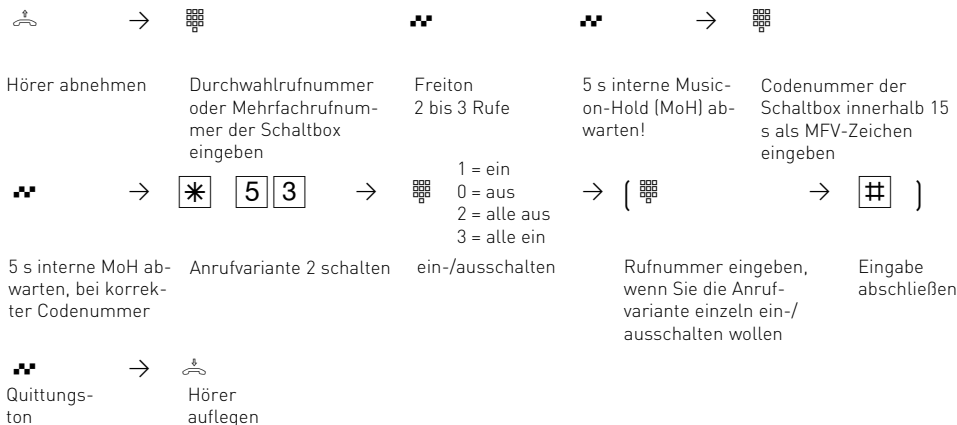 Hörer abnehmen
Durchwahlrufnummer
oder Mehrfachrufnum-
mer der Schaltbox
eingeben
Freiton
2 bis 3 Rufe
5 s interne Music-
on-Hold (MoH) ab-
warten!
Codenummer der
Schaltbox innerhalb 15
s als MFV-Zeichen
eingeben
* 5 3
1 = ein
0 = aus
2 = alle aus
3 = alle ein
( # )
5 s interne MoH ab-
warten, bei korrek-
ter Codenummer
Anrufvariante 2 schalten
ein-/ausschalten
Rufnummer eingeben,
wenn Sie die Anruf-
variante einzeln ein-/
ausschalten wollen
Eingabe
abschließen
Quittungs-
ton
Hörer
auflegen